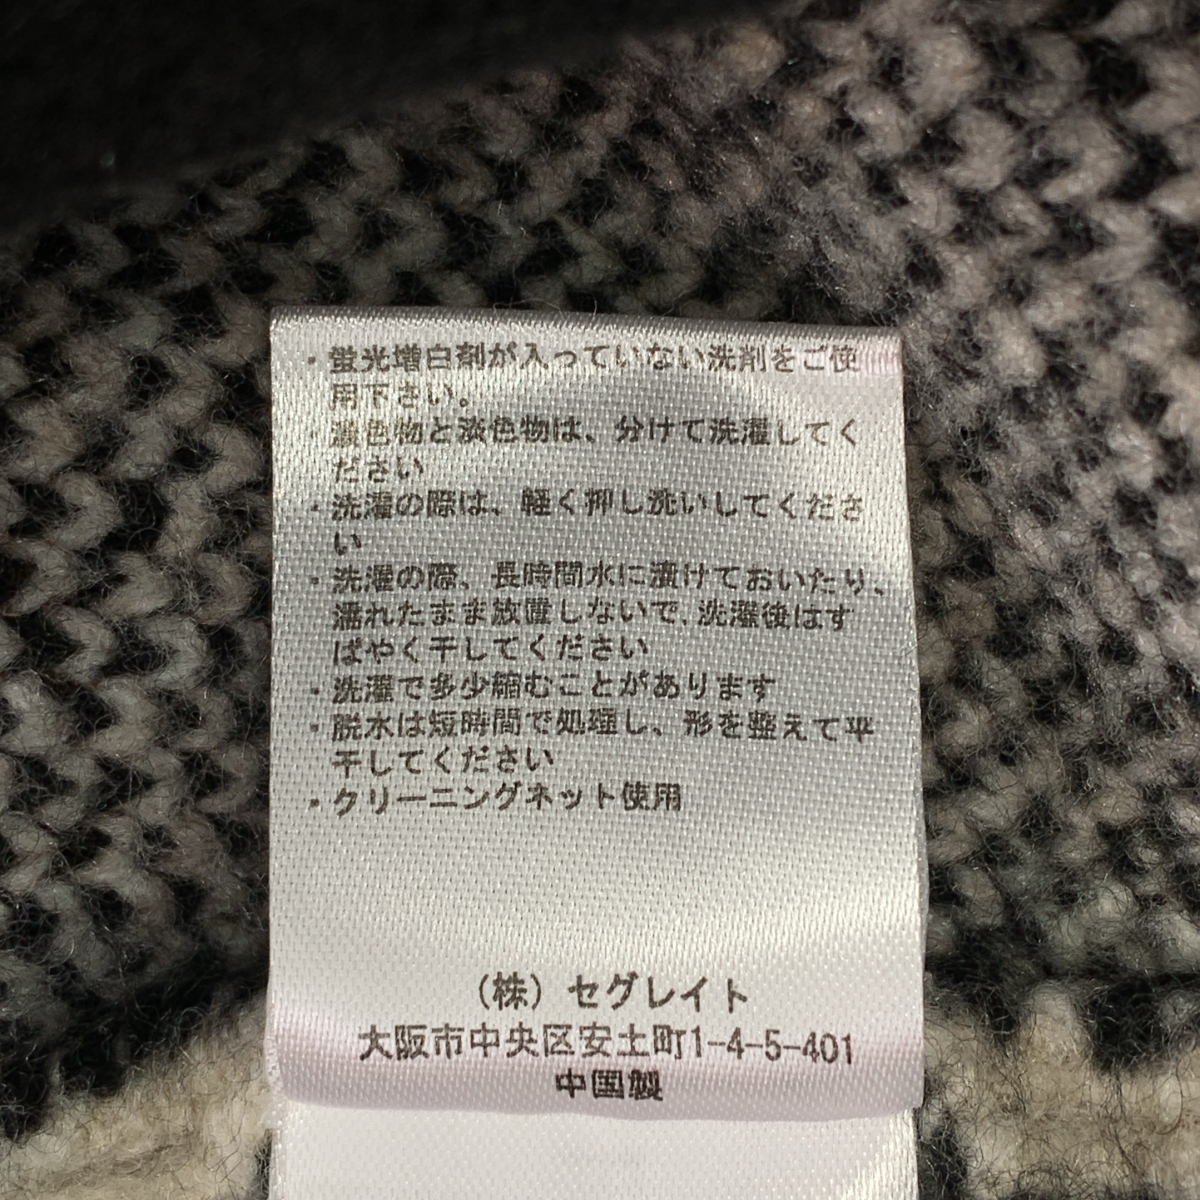 ・蛍光増白剤が入っていない洗剤をご使
用下さい。
・濃色物と淡色物は、分けて洗濯してく
ださい
・洗濯の際は、軽く押し洗いしてくださ
い
・洗濯の際、長時間水に漬けておいたり、
濡れたまま放置しないで、洗濯後はす
ばやく干してください
・洗濯で多少縮むことがあります
・脱水は短時間で処理し、形を整えて平
干してください
・クリーニングネット使用
(株) セグレイト
大阪市中央区安土町1-4-5-401
中国製